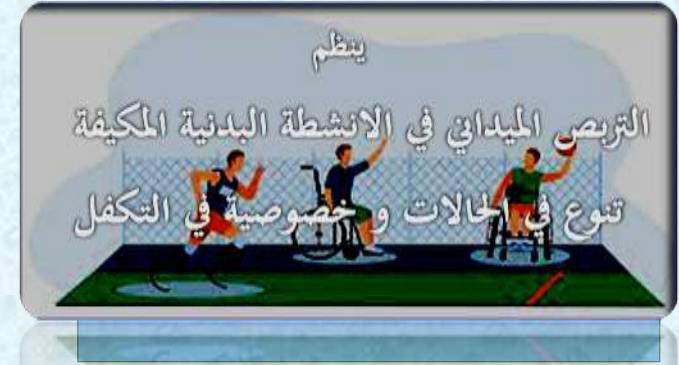 ينظم
التربص الميداني في الانشطة البدنية المكيفة
تنوع في الحالات و خصوصية في التكفل